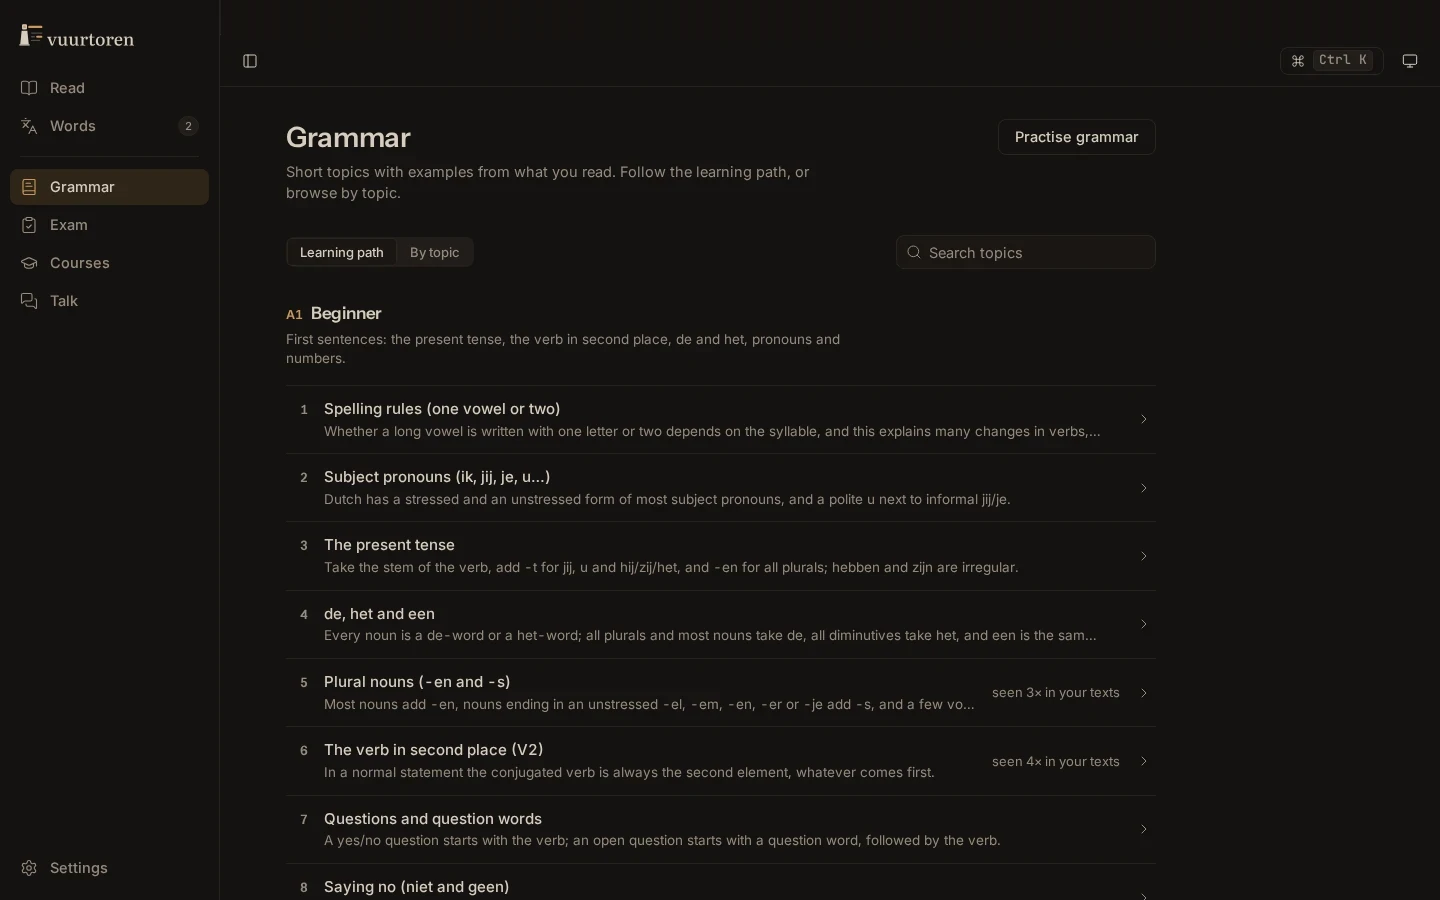 vuurtoren
Read
Words 2
Grammar
Exam
Courses
Talk
Settings
Ctrl K
Grammar
Practise grammar
Short topics with examples from what you read. Follow the learning path, or
browse by topic.
Learning path By topic
Search topics
A1 Beginner
First sentences: the present tense, the verb in second place, de and het, pronouns and
numbers.
1 Spelling rules (one vowel or two)
Whether a long vowel is written with one letter or two depends on the syllable, and this explains many changes in verbs,...
2 Subject pronouns (ik, jij, je, u...)
Dutch has a stressed and an unstressed form of most subject pronouns, and a polite u next to informal jij/je.
3 The present tense
Take the stem of the verb, add -t for jij, u and hij/zij/het, and -en for all plurals; hebben and zijn are irregular.
4 de, het and een
Every noun is a de-word or a het-word; all plurals and most nouns take de, all diminutives take het, and een is the sam...
5 Plural nouns (-en and -s)
Most nouns add -en, nouns ending in an unstressed -el, -em, -en, -er or -je add -s, and a few vo...
seen 3× in your texts
6 The verb in second place (V2)
In a normal statement the conjugated verb is always the second element, whatever comes first.
seen 4× in your texts
7 Questions and question words
A yes/no question starts with the verb; an open question starts with a question word, followed by the verb.
8 Saying no (niet and geen)